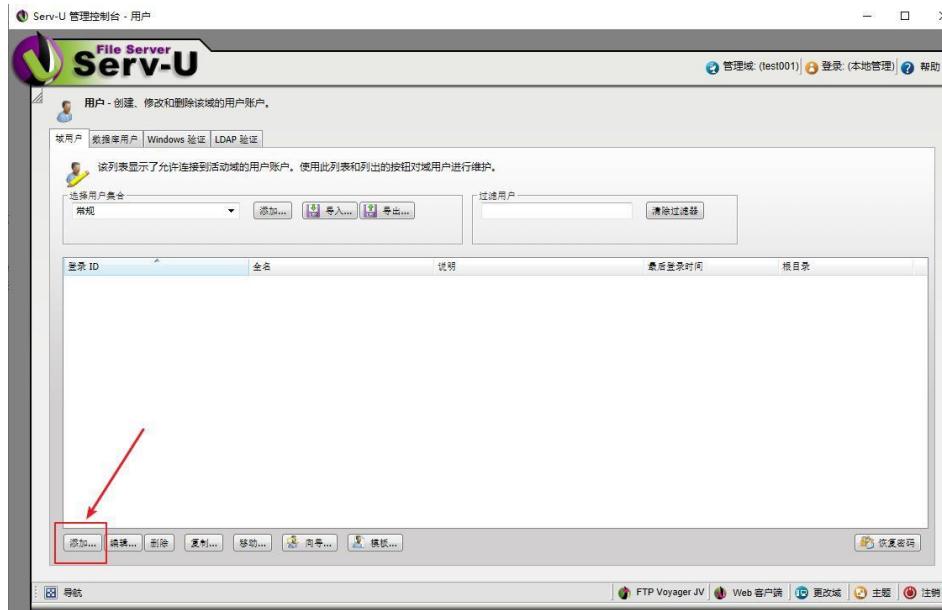 Serv-U 管理控制台 - 用户
File Server
Serv-U
管理域: (test001) 登录: (本地管理) 帮助
用户 - 创建、修改和删除该域的用户账户。
域用户 数据库用户 Windows 验证 LDAP 验证
该列表显示了允许连接到活动域的用户账户。使用此列表和列出的按钮对域用户进行维护。
选择用户集合 过滤用户
常规 添加... 导入... 导出... 清除过滤器
登录 ID 全名 说明 最后登录时间 根目录
添加... 编辑... 删除 复制... 移动... 向导... 模板... 恢复密码
导航 FTP Voyager JV Web 客户端 更改域 主题 注销